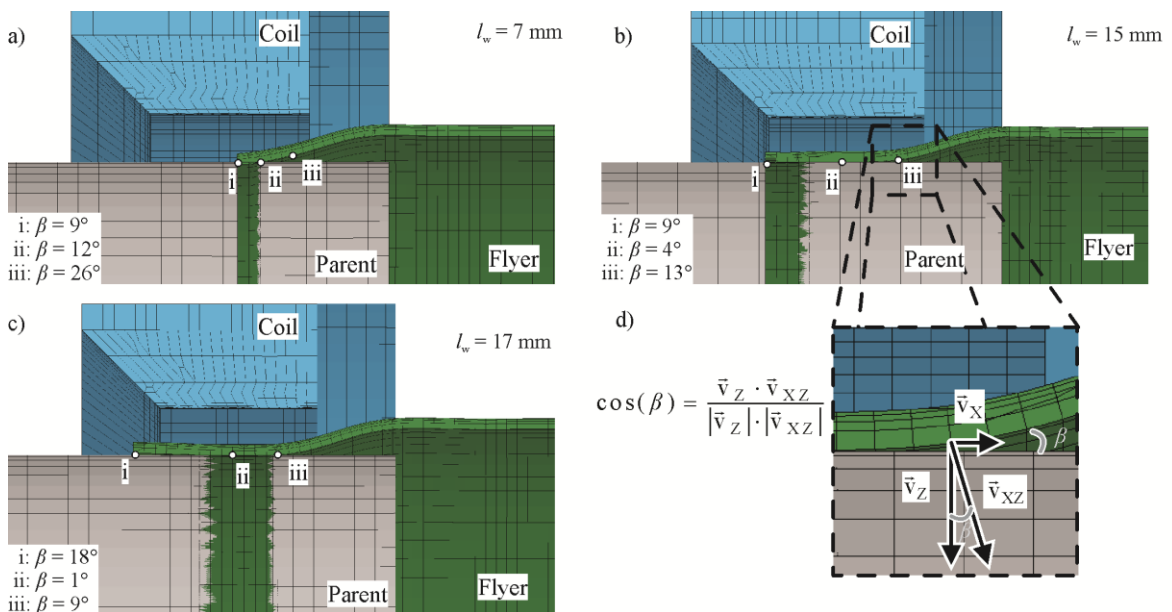 a)
Coil
l_w = 7 mm
i
ii
iii
i: β = 9°
ii: β = 12°
iii: β = 26°
Parent
Flyer
b)
Coil
l_w = 15 mm
i
ii
iii
i: β = 9°
ii: β = 4°
iii: β = 13°
Parent
Flyer
c)
Coil
l_w = 17 mm
i
ii
iii
i: β = 18°
ii: β = 1°
iii: β = 9°
Parent
Flyer
d)
cos(β) = (v⃗_Z · v⃗_XZ) / (|v⃗_Z| · |v⃗_XZ|)
v⃗_X
β
v⃗_Z
v⃗_XZ
β